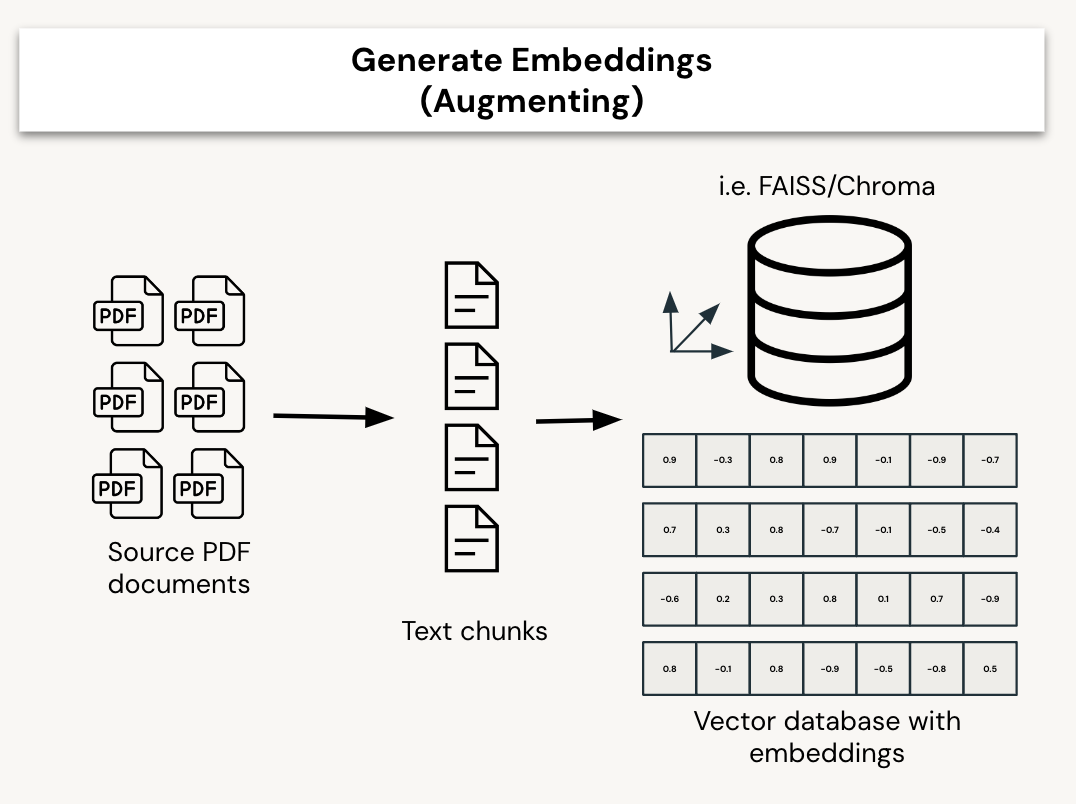 Generate Embeddings
(Augmenting)
i.e. FAISS/Chroma
PDF PDF
PDF PDF
PDF PDF
Source PDF
documents
Text chunks
0.9 -0.3 0.8 0.9 -0.1 -0.9 -0.7
0.7 0.3 0.8 -0.7 -0.1 -0.5 -0.4
-0.6 0.2 0.3 0.8 0.1 0.7 -0.9
0.8 -0.1 0.8 -0.9 -0.5 -0.8 0.5
Vector database with
embeddings